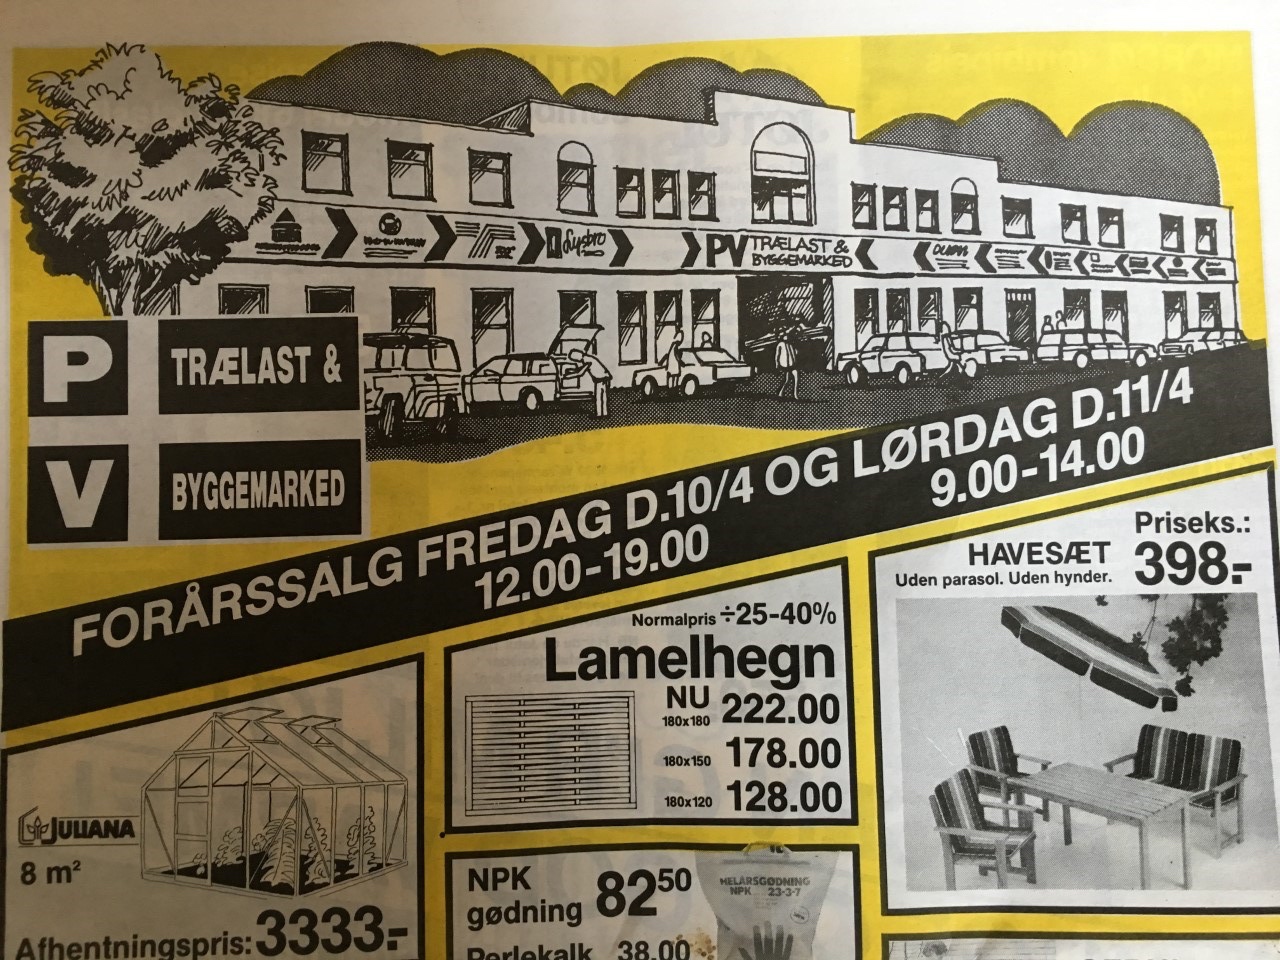 Lysbro
PV TRÆLAST &
BYGGEMARKED
P TRÆLAST &
V BYGGEMARKED
FORÅRSSALG FREDAG D.10/4 OG LØRDAG D.11/4
12.00-19.00 9.00-14.00
JULIANA
8 m²
Afhentningspris: 3333.-
Normalpris ÷25-40%
Lamelhegn
NU
180x180 222.00
180x150 178.00
180x120 128.00
NPK
gødning 82⁵⁰
Perlekalk 38.00
HELÅRSGØDNING
NPK 23-3-7
Priseks.:
HAVESÆT 398.-
Uden parasol. Uden hynder.